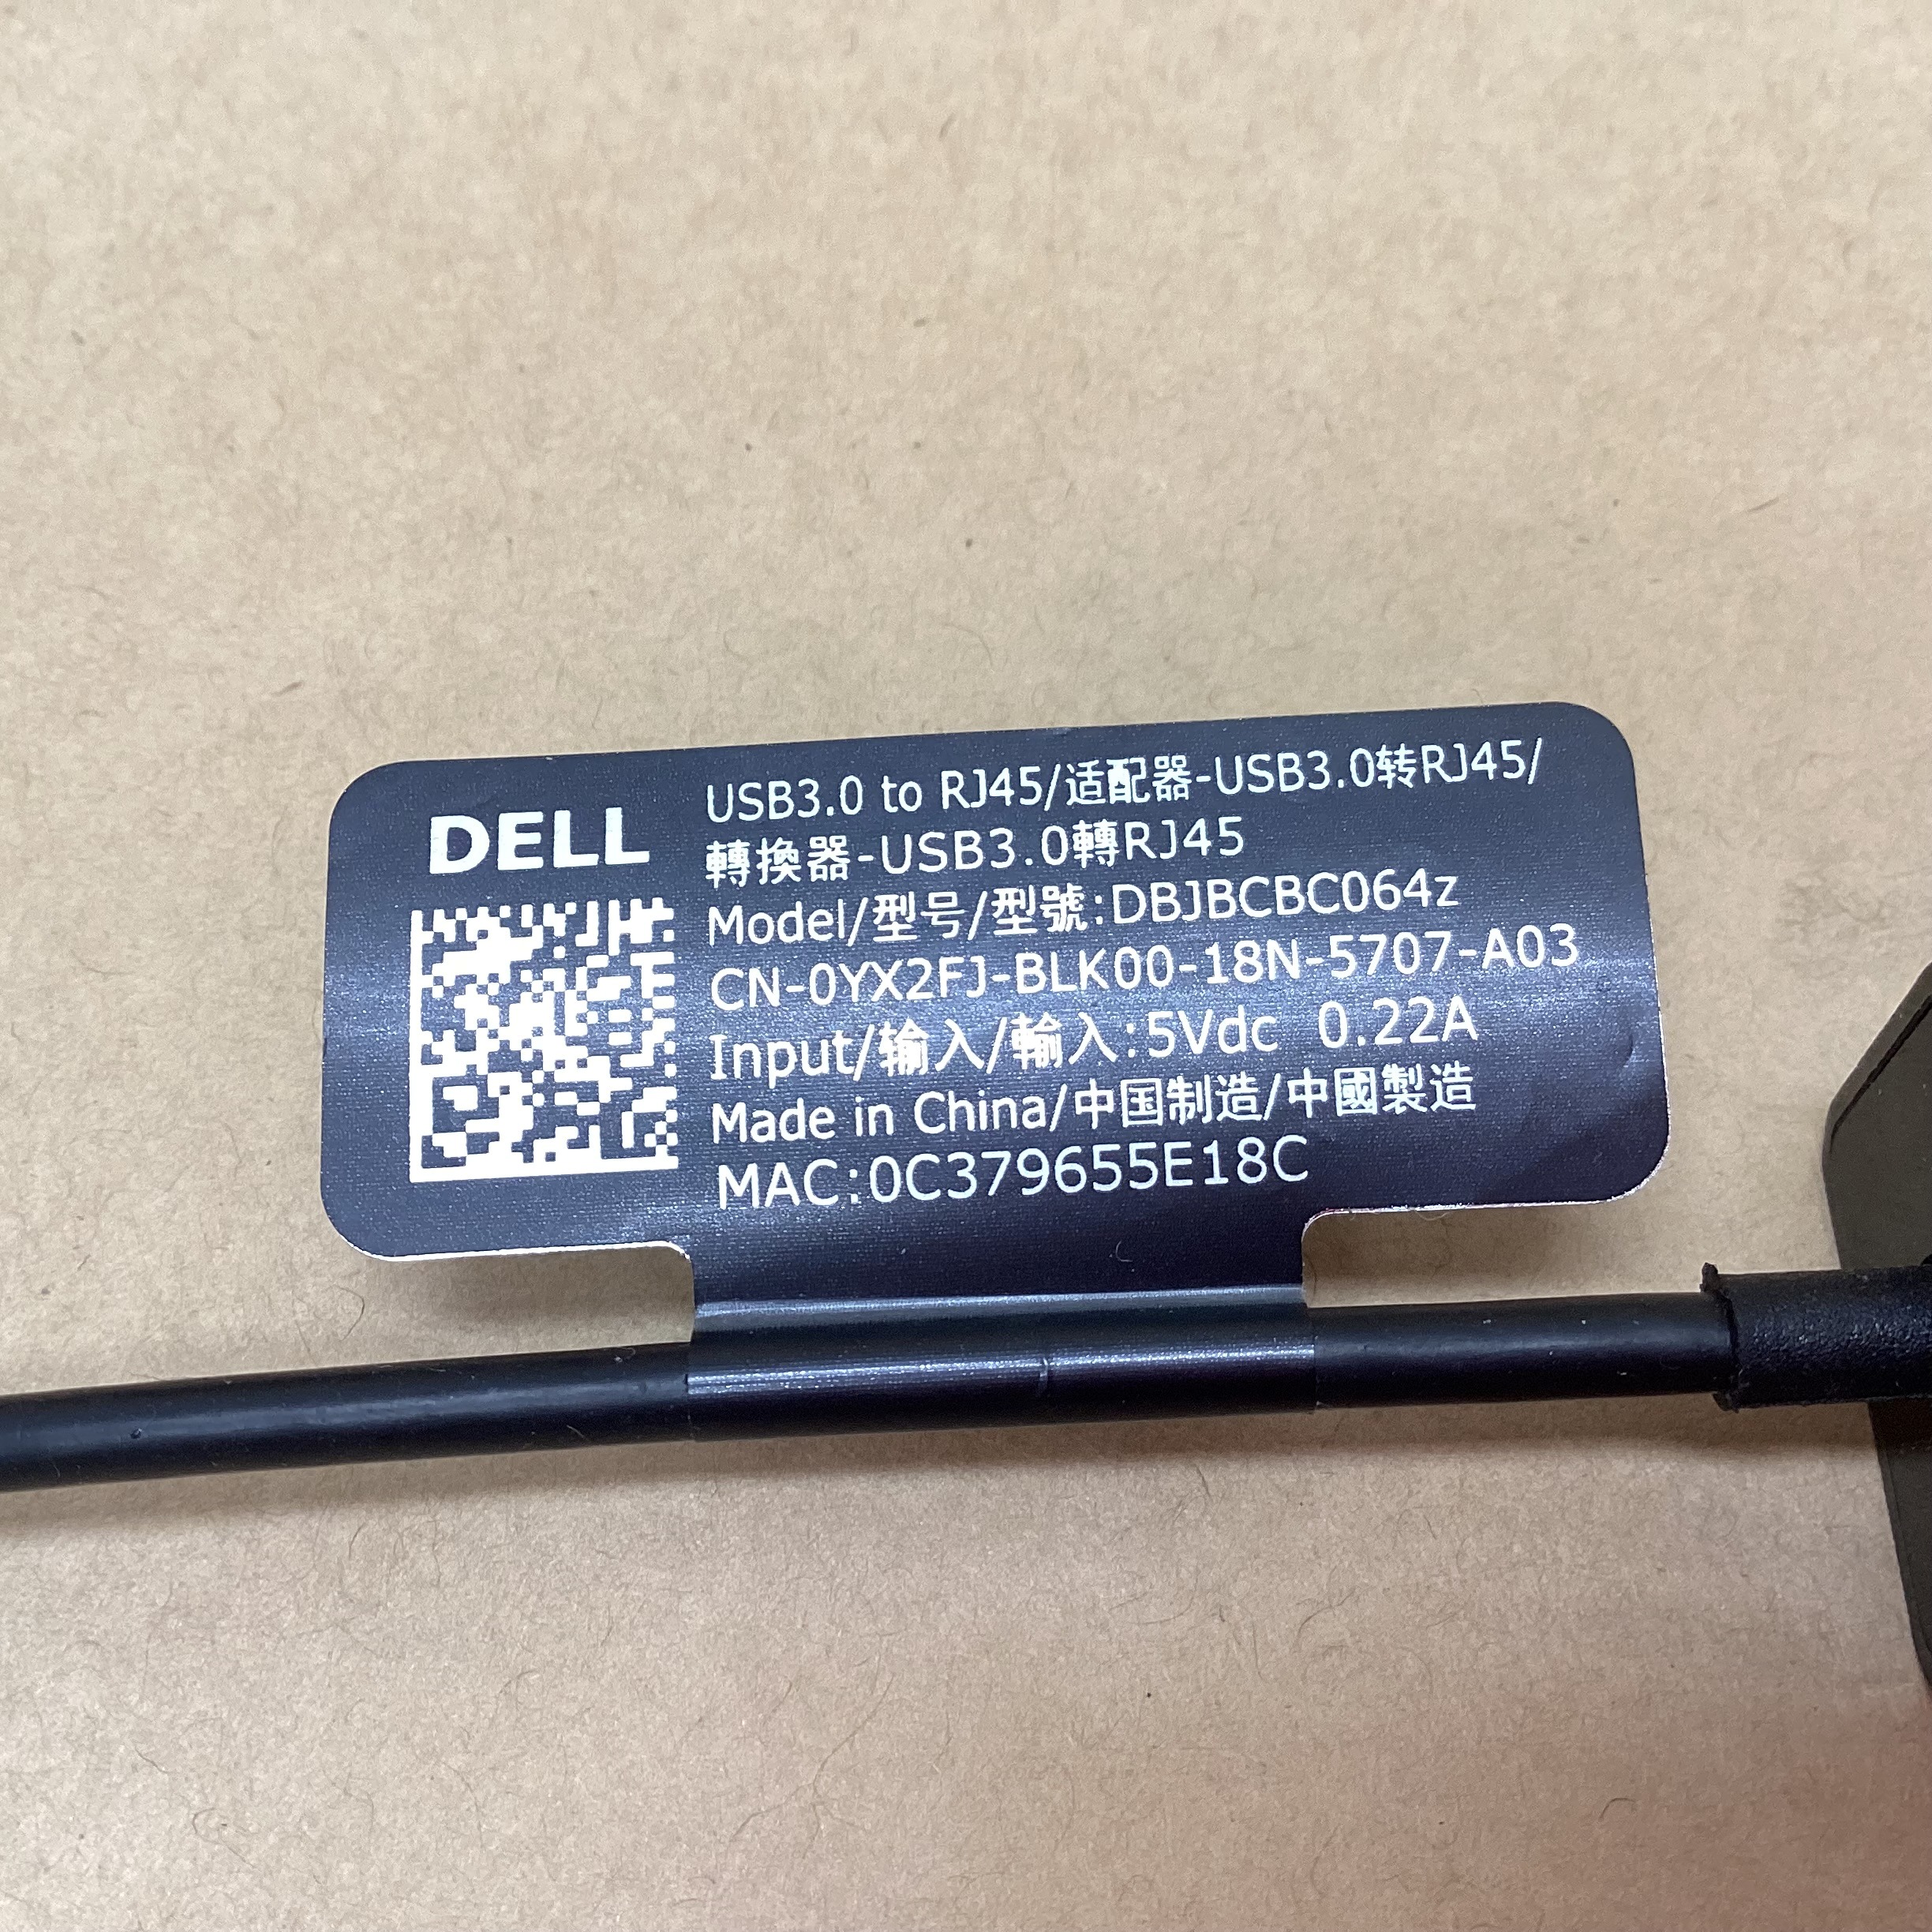 DELL
USB3.0 to RJ45/适配器-USB3.0转RJ45/
轉換器-USB3.0轉RJ45
Model/型号/型號:DBJBCBC064z
CN-0YX2FJ-BLK00-18N-5707-A03
Input/输入/輸入:5Vdc 0.22A
Made in China/中国制造/中國製造
MAC:0C379655E18C